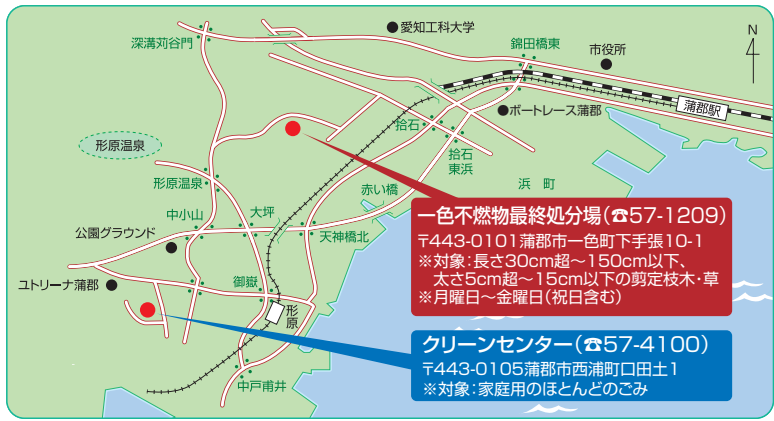 愛知工科大学
深溝苅谷門
錦田橋東
市役所
N
蒲郡駅
ボートレース蒲郡
拾石
形原温泉
拾石
東浜
形原温泉
赤い橋
浜町
中小山
大坪
公園グラウンド
天神橋北
ユトリーナ蒲郡
御嶽
形原
中戸甫井
一色不燃物最終処分場(☎57-1209)
〒443-0101蒲郡市一色町下手張10-1
※対象:長さ30cm超～150cm以下、
太さ5cm超～15cm以下の剪定枝木・草
※月曜日～金曜日(祝日含む)
クリーンセンター(☎57-4100)
〒443-0105蒲郡市西浦町口田土1
※対象:家庭用のほとんどのごみ